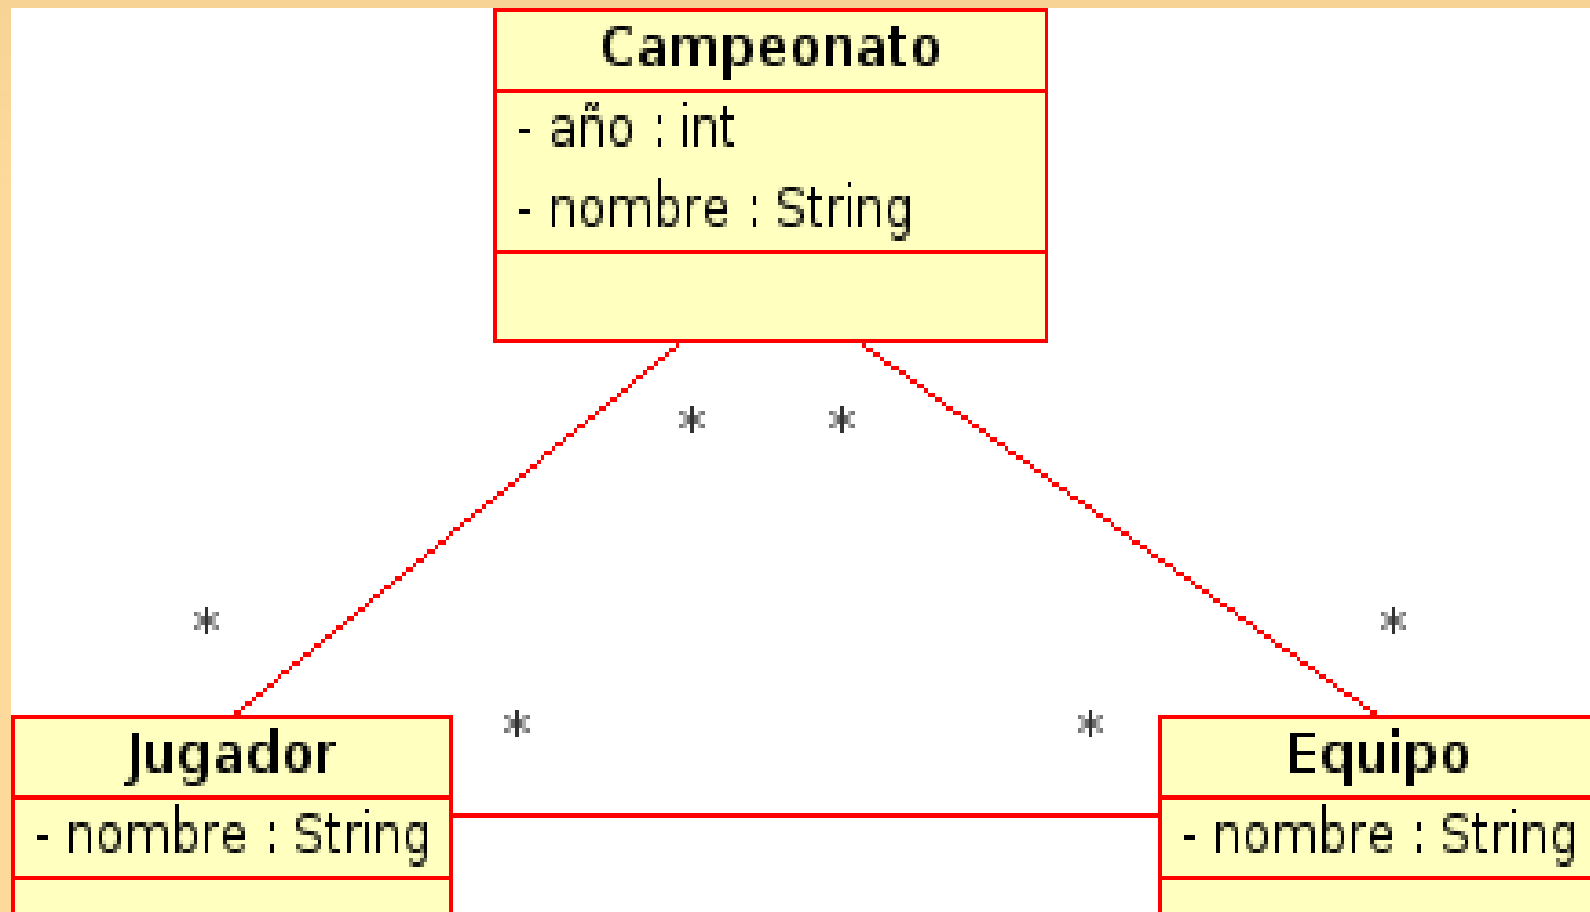 Campeonato
- año : int
- nombre : String
* *
* *
* *
Jugador
- nombre : String
Equipo
- nombre : String